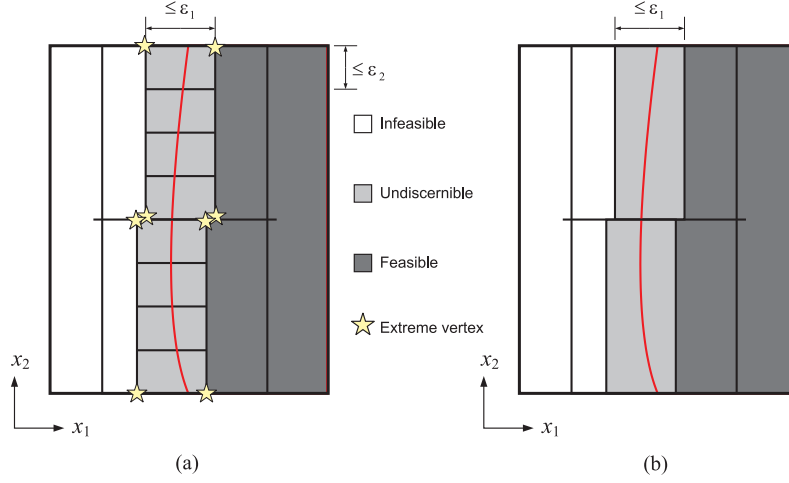 ≤ ε1
≤ ε1
≤ ε2
Infeasible
Undiscernible
Feasible
Extreme vertex
x2
x1
x2
x1
(a)
(b)